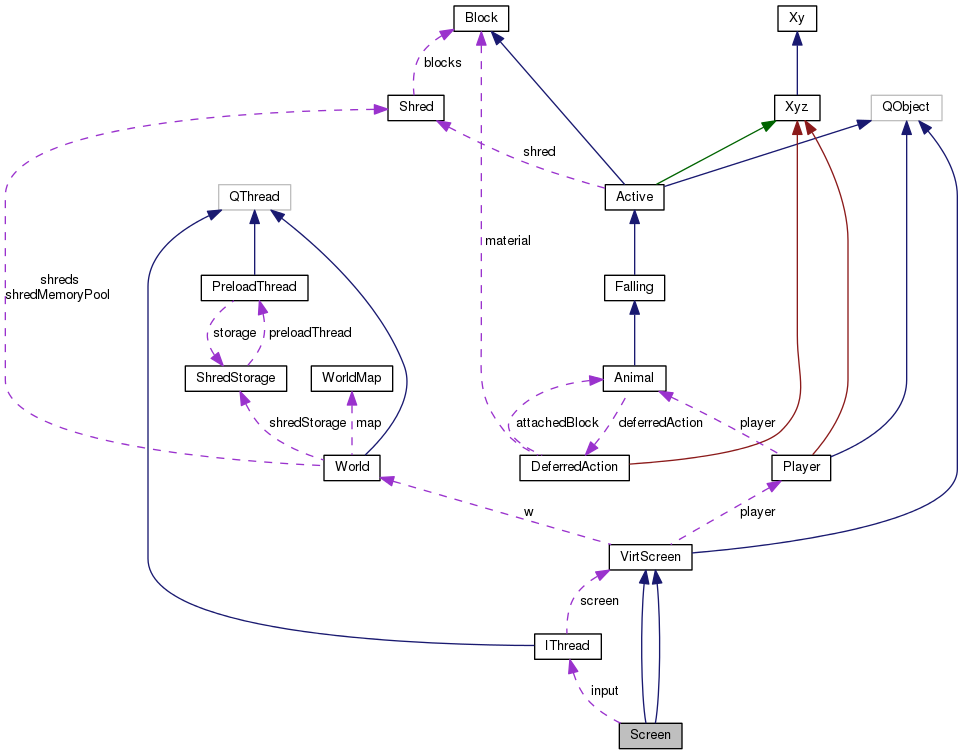 Block
Xy
blocks
Shred
Xyz
QObject
shred
QThread
Active
material
shreds
shredMemoryPool
PreloadThread
Falling
storage
preloadThread
ShredStorage
WorldMap
Animal
shredStorage
map
attachedBlock
deferredAction
player
World
DeferredAction
Player
w
player
VirtScreen
screen
IThread
input
Screen